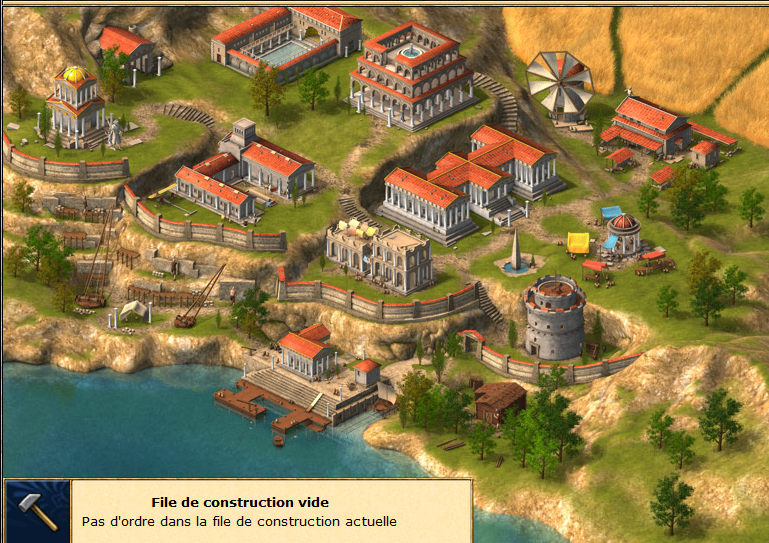 File de construction vide
Pas d'ordre dans la file de construction actuelle